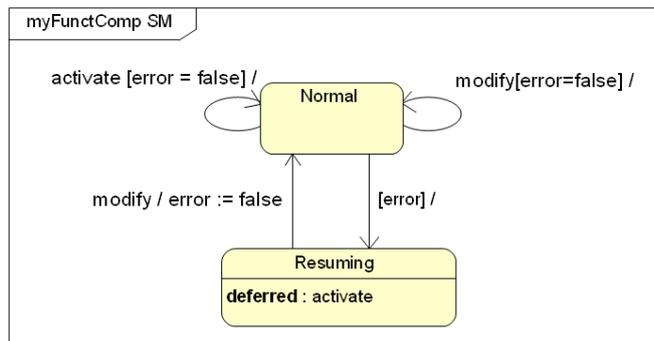 myFunctComp SM
activate [error = false] /
modify[error=false] /
Normal
modify / error := false
[error] /
Resuming
deferred : activate